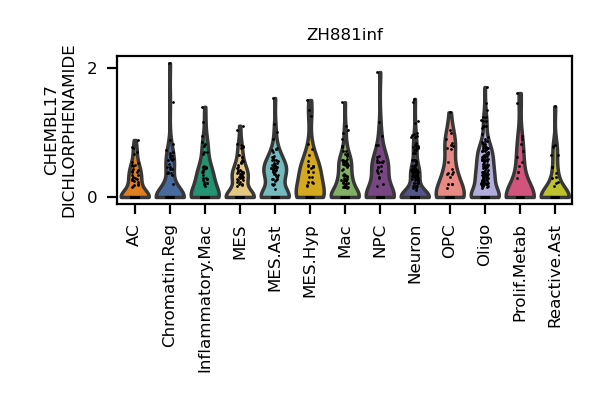 ZH881inf
CHEMBL17
DICHLORPHENAMIDE
2
0
AC
Chromatin.Reg
Inflammatory.Mac
MES
MES.Ast
MES.Hyp
Mac
NPC
Neuron
OPC
Oligo
Prolif.Metab
Reactive.Ast